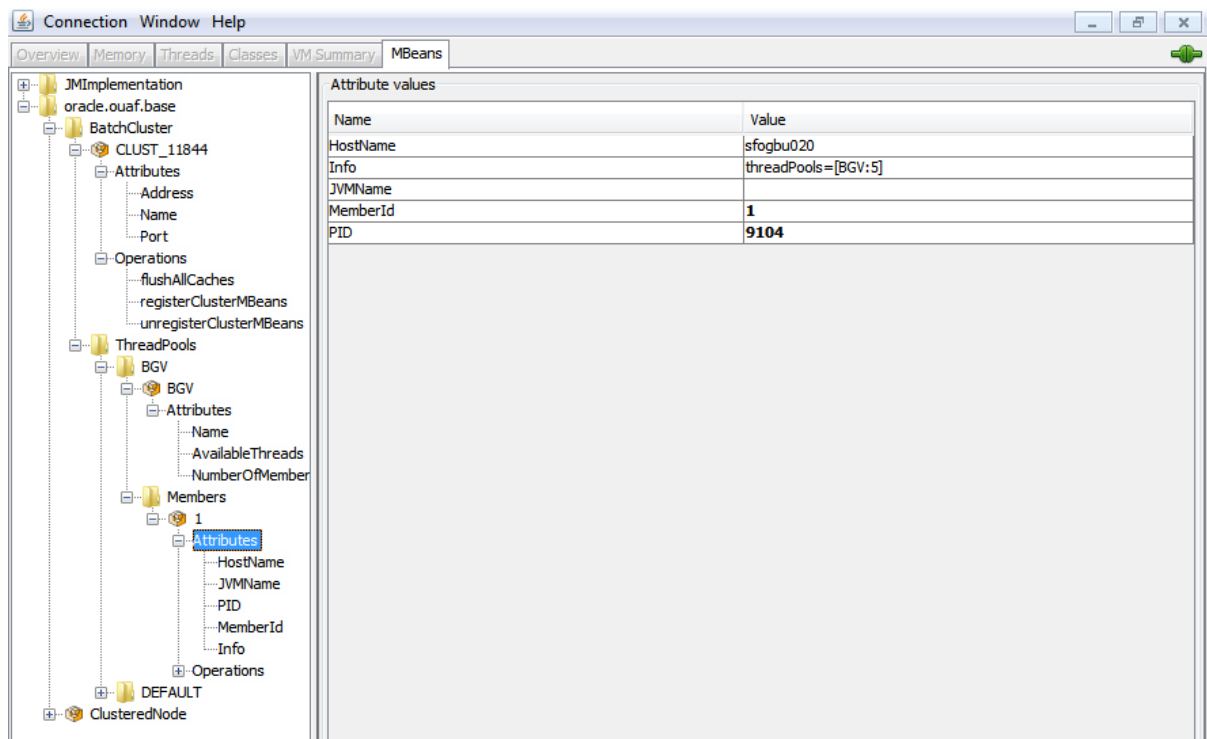 Connection Window Help
Overview Memory Threads Classes VM Summary MBeans
JMImplementation
oracle.ouaf.base
BatchCluster
CLUST_11844
Attributes
Address
Name
Port
Operations
flushAllCaches
registerClusterMBeans
unregisterClusterMBeans
ThreadPools
BGV
BGV
Attributes
Name
AvailableThreads
NumberOfMember
Members
1
Attributes
HostName
JVMName
PID
MemberId
Info
Operations
DEFAULT
ClusteredNode
Attribute values
Name Value
HostName sfogbu020
Info threadPools=[BGV:5]
JVMName
MemberId 1
PID 9104